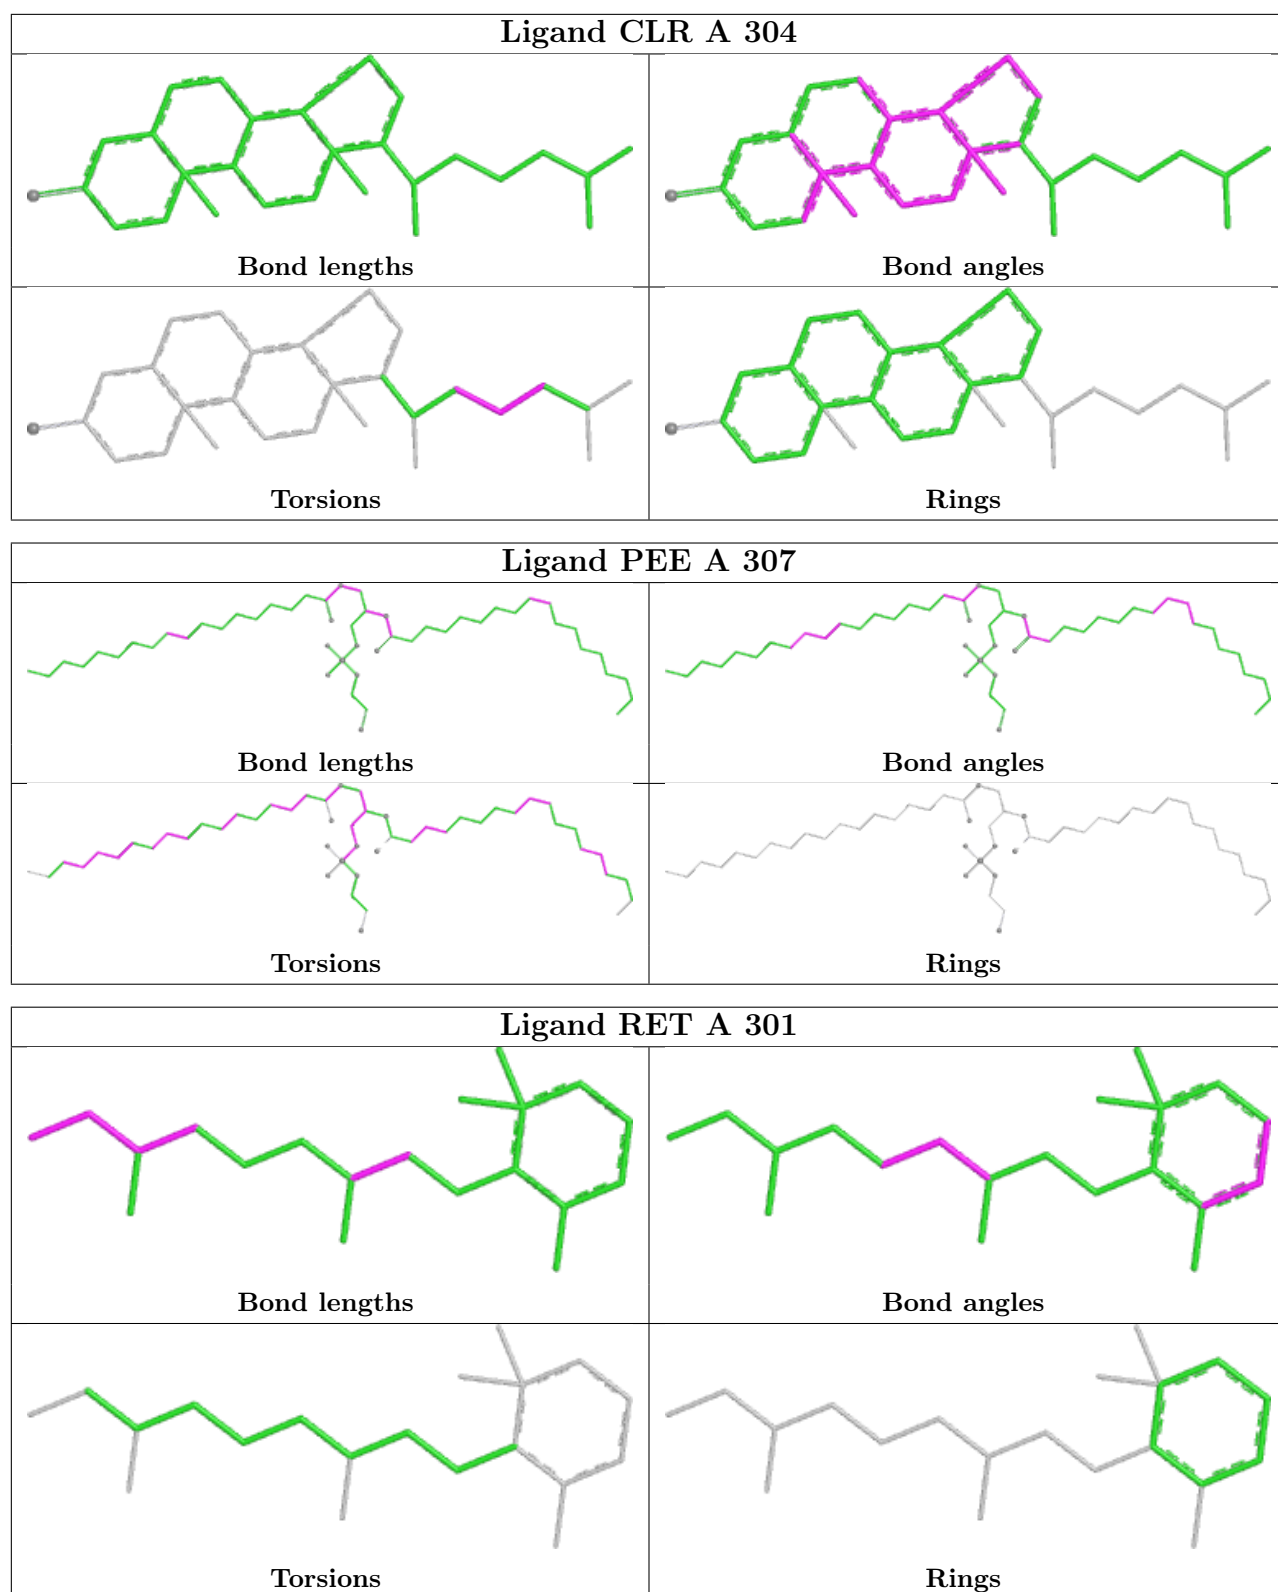 Ligand CLR A 304
Bond lengths
Bond angles
Torsions
Rings
Ligand PEE A 307
Bond lengths
Bond angles
Torsions
Rings
Ligand RET A 301
Bond lengths
Bond angles
Torsions
Rings